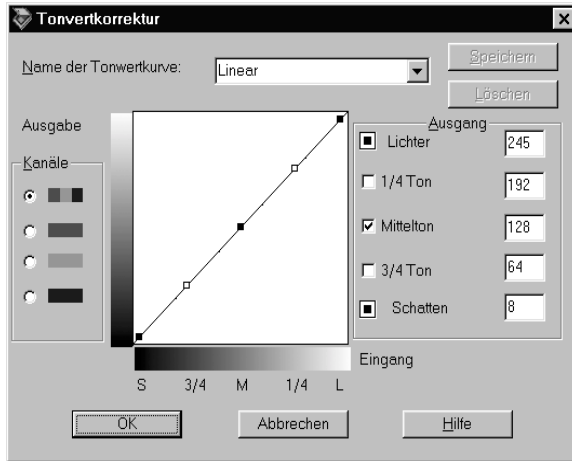 Tonvertkorrektur
Name der Tonwertkurve: Linear
Speichern
Löschen
Ausgabe
Kanäle
Ausgang
Lichter 245
1/4 Ton 192
Mittelton 128
3/4 Ton 64
Schatten 8
Eingang
S 3/4 M 1/4 L
OK Abbrechen Hilfe